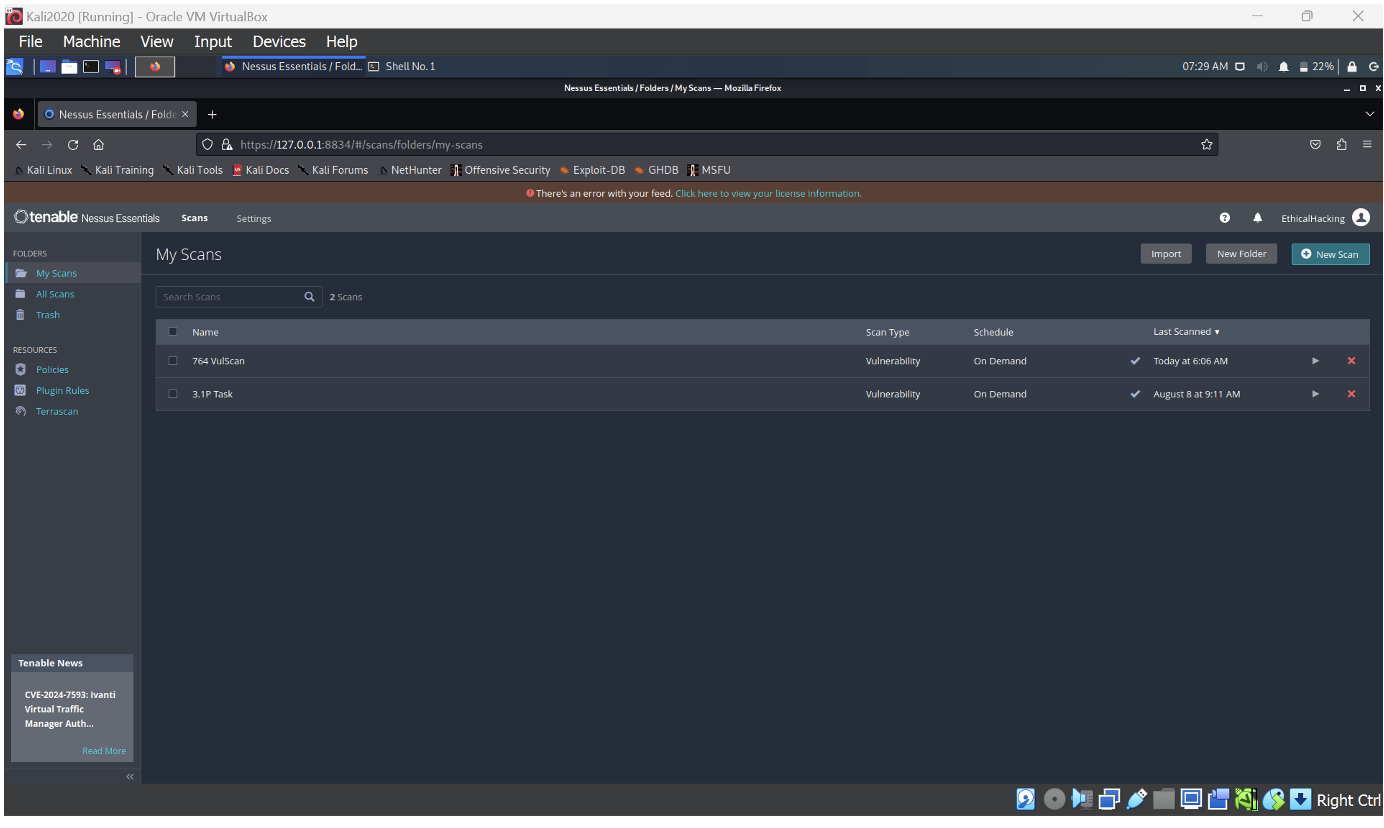 Kali2020 [Running] - Oracle VM VirtualBox
File Machine View Input Devices Help
Nessus Essentials / Fold... Shell No. 1 07:29 AM 22%
Nessus Essentials / Folders / My Scans — Mozilla Firefox
Nessus Essentials / Folde
https://127.0.0.1:8834/#/scans/folders/my-scans
Kali Linux Kali Training Kali Tools Kali Docs Kali Forums NetHunter Offensive Security Exploit-DB GHDB MSFU
There's an error with your feed. Click here to view your license information.
tenable Nessus Essentials Scans Settings EthicalHacking
FOLDERS
My Scans
All Scans
Trash
RESOURCES
Policies
Plugin Rules
Terrascan
My Scans Import New Folder New Scan
Search Scans 2 Scans
Name Scan Type Schedule Last Scanned
764 VulScan Vulnerability On Demand Today at 6:06 AM
3.1P Task Vulnerability On Demand August 8 at 9:11 AM
Tenable News
CVE-2024-7593: Ivanti
Virtual Traffic
Manager Auth...
Read More
Right Ctrl